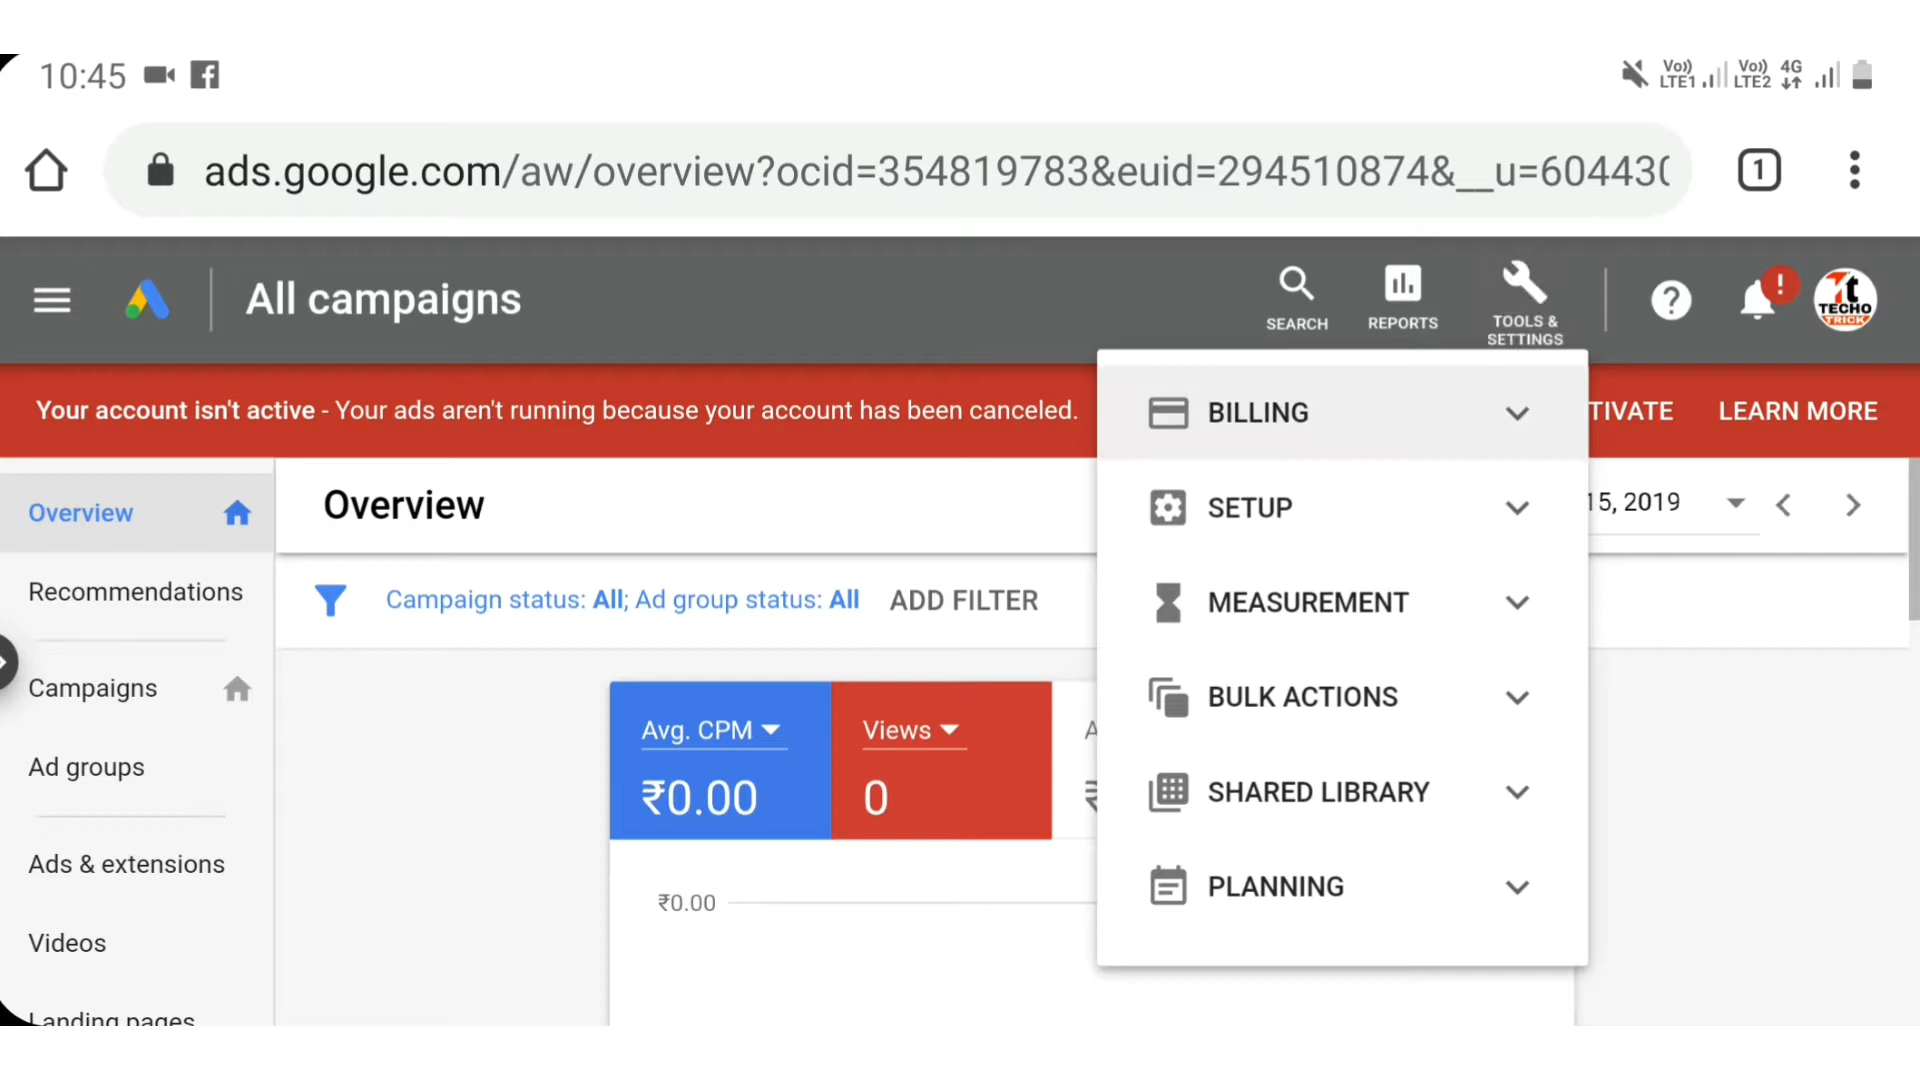 10:45
Vo)) LTE1 Vo)) LTE2 4G
ads.google.com/aw/overview?ocid=354819783&euid=294510874&__u=60443
1
All campaigns
SEARCH
REPORTS
TOOLS &
SETTINGS
TECHO
TRICK
Your account isn't active - Your ads aren't running because your account has been canceled.
TIVATE
LEARN MORE
BILLING
SETUP
MEASUREMENT
BULK ACTIONS
SHARED LIBRARY
PLANNING
Overview
Recommendations
Campaigns
Ad groups
Ads & extensions
Videos
Landing pages
Overview
15, 2019
Campaign status: All; Ad group status: All
ADD FILTER
Avg. CPM
₹0.00
Views
0
₹0.00